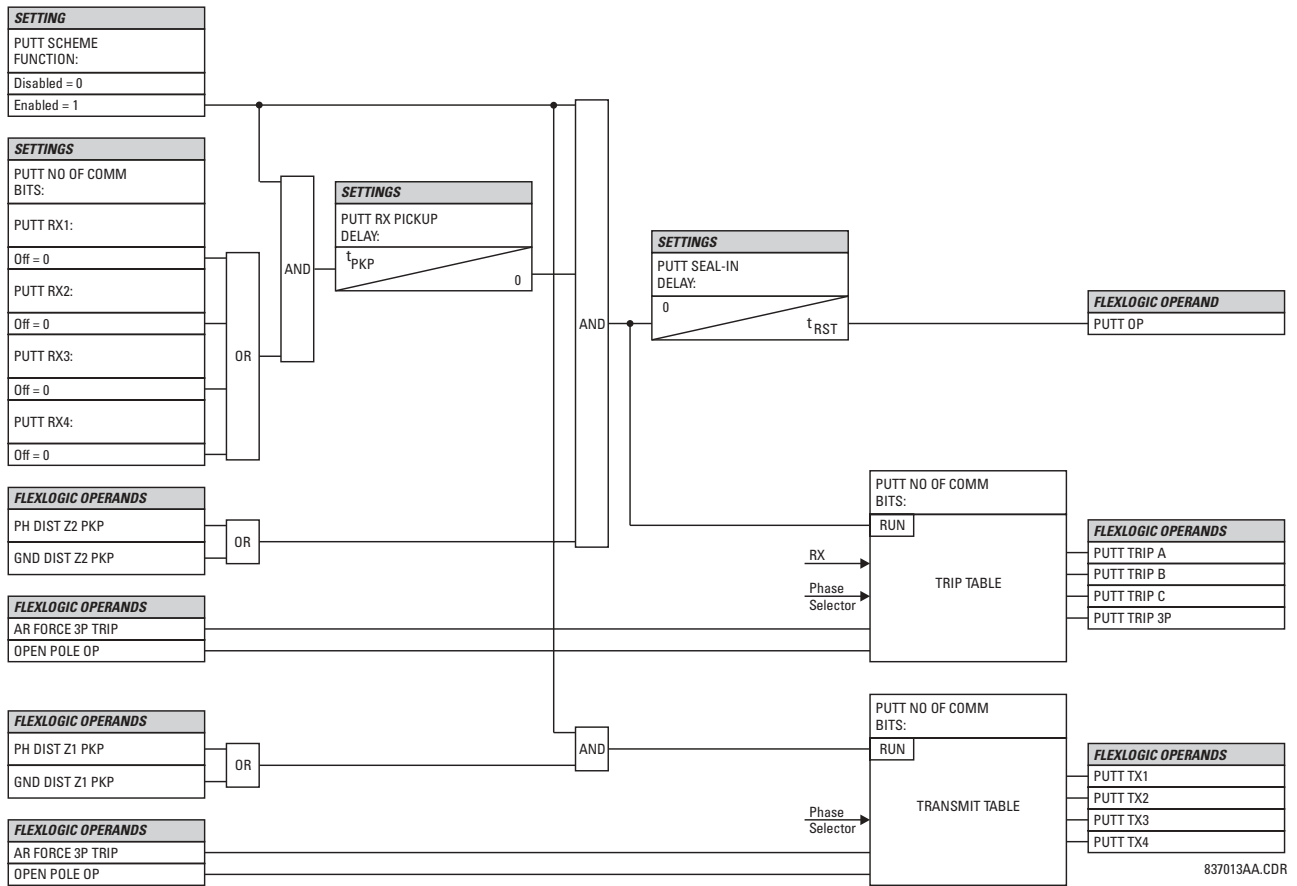 SETTING
PUTT SCHEME
FUNCTION:
Disabled = 0
Enabled = 1
SETTINGS
PUTT NO OF COMM
BITS:
PUTT RX1:
Off = 0
PUTT RX2:
Off = 0
PUTT RX3:
Off = 0
PUTT RX4:
Off = 0
OR
AND
SETTINGS
PUTT RX PICKUP
DELAY:
tPKP
0
AND
SETTINGS
PUTT SEAL-IN
DELAY:
0
tRST
FLEXLOGIC OPERAND
PUTT OP
FLEXLOGIC OPERANDS
PH DIST Z2 PKP
GND DIST Z2 PKP
OR
FLEXLOGIC OPERANDS
AR FORCE 3P TRIP
OPEN POLE OP
PUTT NO OF COMM
BITS:
RUN
RX
Phase
Selector
TRIP TABLE
FLEXLOGIC OPERANDS
PUTT TRIP A
PUTT TRIP B
PUTT TRIP C
PUTT TRIP 3P
FLEXLOGIC OPERANDS
PH DIST Z1 PKP
GND DIST Z1 PKP
OR
AND
FLEXLOGIC OPERANDS
AR FORCE 3P TRIP
OPEN POLE OP
PUTT NO OF COMM
BITS:
RUN
Phase
Selector
TRANSMIT TABLE
FLEXLOGIC OPERANDS
PUTT TX1
PUTT TX2
PUTT TX3
PUTT TX4
837013AA.CDR